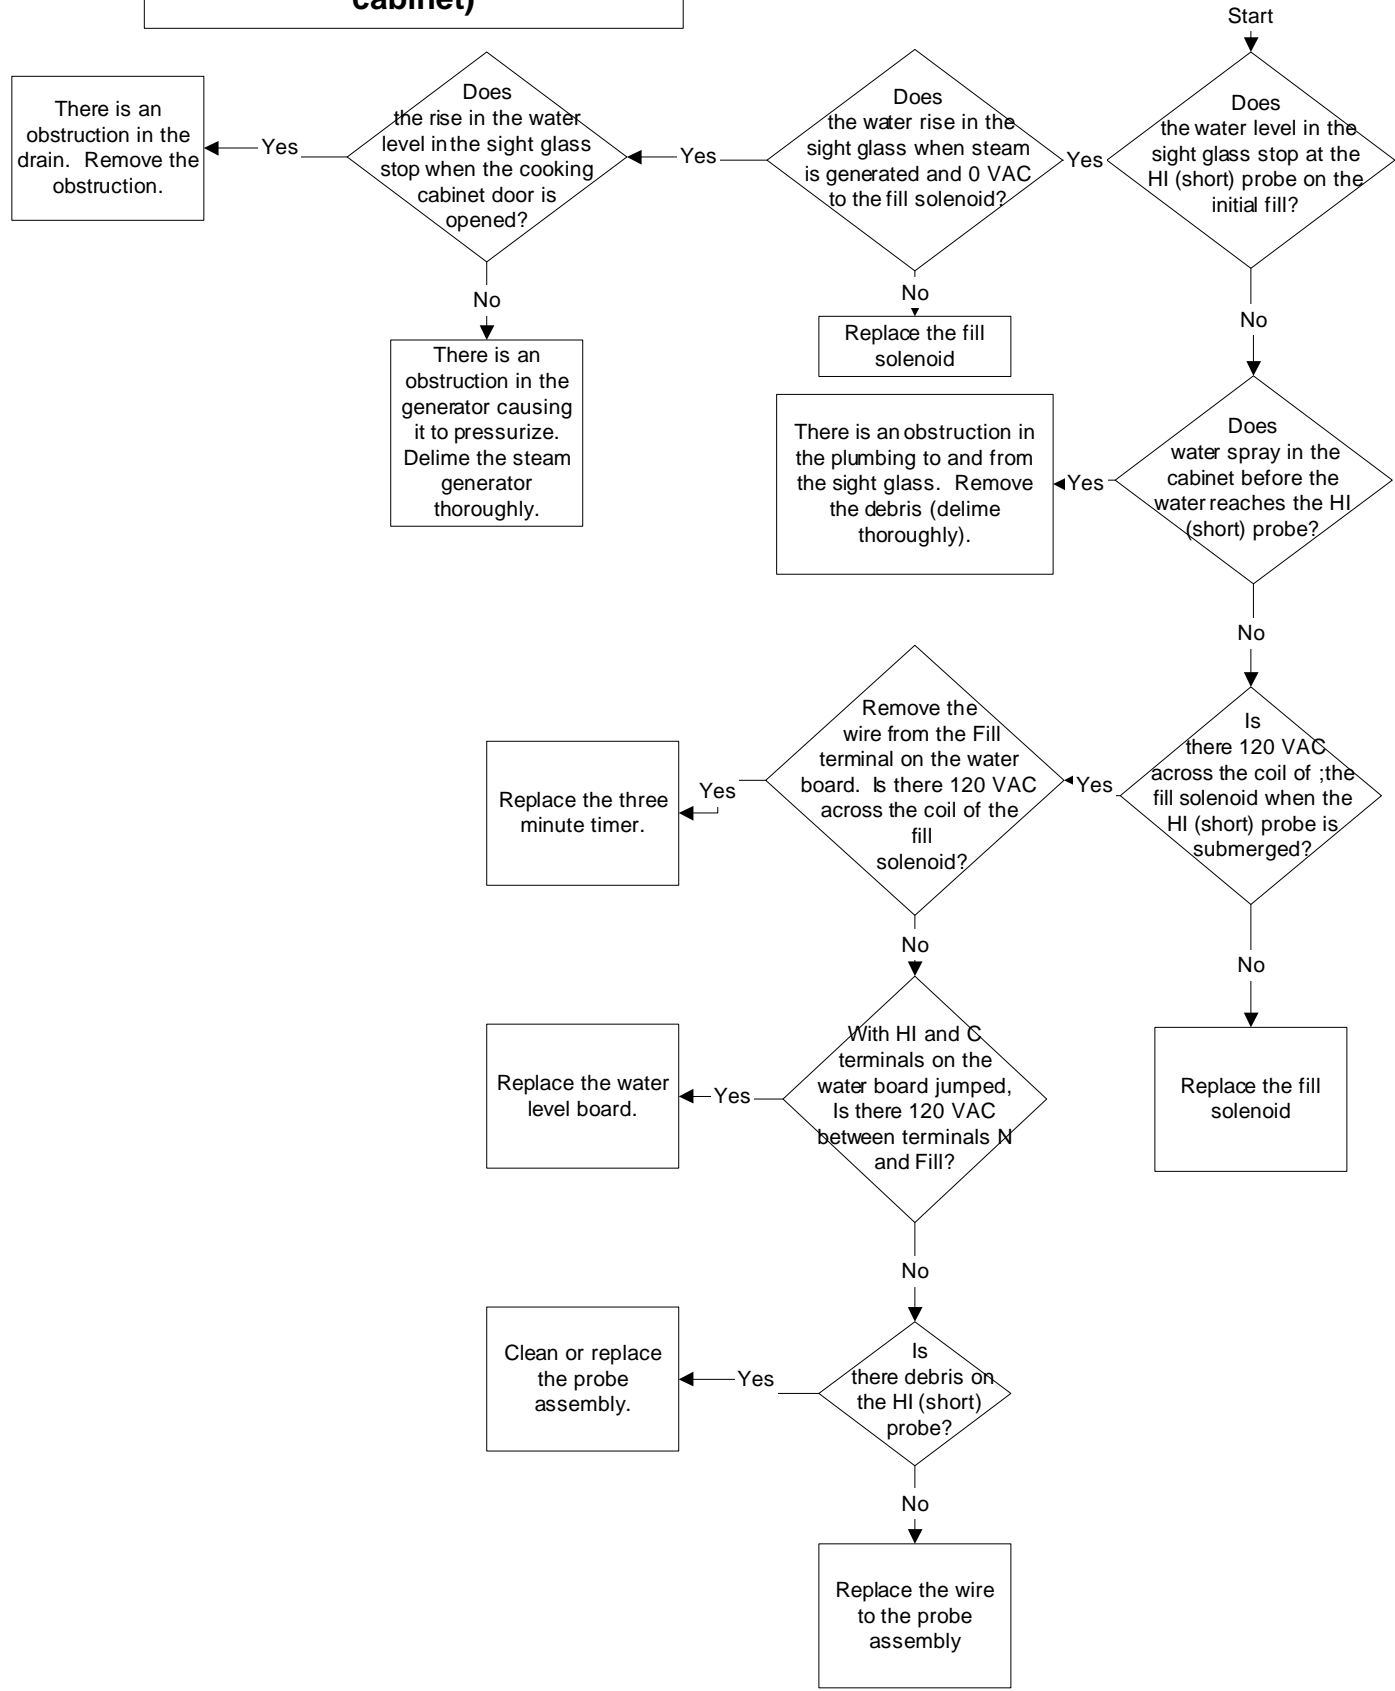 cabinet)
Start
Does
the water level in the
sight glass stop at the
HI (short) probe on the
initial fill?
Yes
Does
the water rise in the
sight glass when steam
is generated and 0 VAC
to the fill solenoid?
Yes
Does
the rise in the water
level in the sight glass
stop when the cooking
cabinet door is
opened?
Yes
There is an
obstruction in the
drain. Remove the
obstruction.
No
There is an
obstruction in the
generator causing
it to pressurize.
Delime the steam
generator
thoroughly.
No
Replace the fill
solenoid
No
Does
water spray in the
cabinet before the
water reaches the HI
(short) probe?
Yes
There is an obstruction in
the plumbing to and from
the sight glass. Remove
the debris (delime
thoroughly).
No
Is
there 120 VAC
across the coil of ;the
fill solenoid when the
HI (short) probe is
submerged?
Yes
Remove the
wire from the Fill
terminal on the water
board. Is there 120 VAC
across the coil of the
fill
solenoid?
Yes
Replace the three
minute timer.
No
Replace the fill
solenoid
No
With HI and C
terminals on the
water board jumped,
Is there 120 VAC
between terminals N
and Fill?
Yes
Replace the water
level board.
No
Is
there debris on
the HI (short)
probe?
Yes
Clean or replace
the probe
assembly.
No
Replace the wire
to the probe
assembly